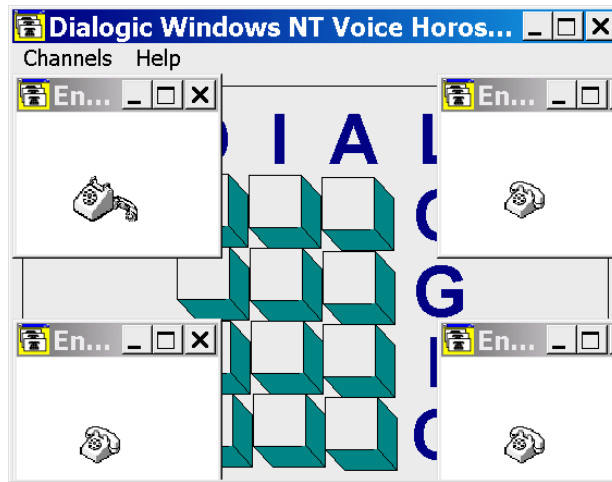 Dialogic Windows NT Voice Horos...
Channels Help
En...
En...
D I A L
O
G
I
C
En...
En...